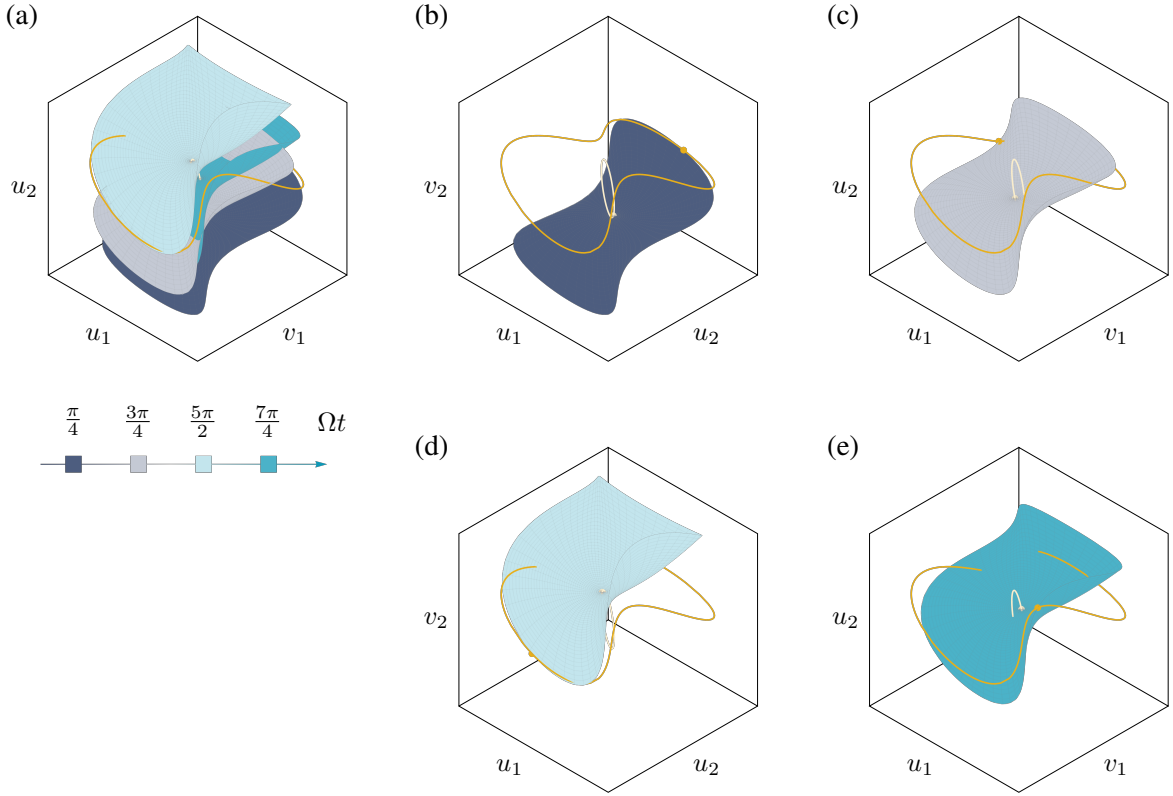 (a)
u₂
u₁
v₁
(b)
v₂
u₁
u₂
(c)
u₂
u₁
v₁
π/4 3π/4 5π/2 7π/4 Ωt
(d)
v₂
u₁
u₂
(e)
u₂
u₁
v₁